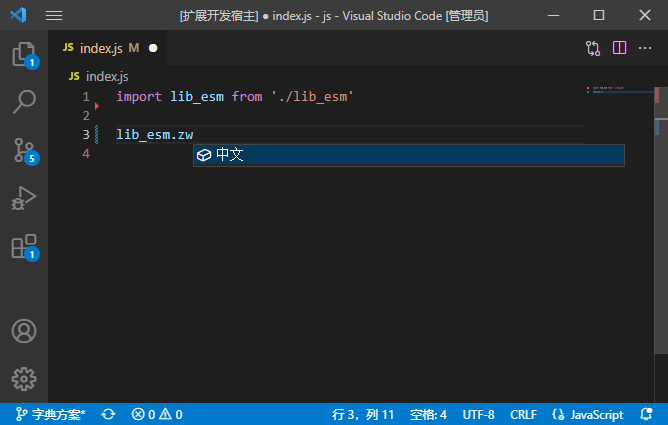 [扩展开发宿主] ● index.js - js - Visual Studio Code [管理员]
JS index.js M ●
JS index.js
1 import lib_esm from './lib_esm'
2
3 lib_esm.zw
中文
4
1
5
1
字典方案* 0 0 行 3，列 11 空格: 4 UTF-8 CRLF JavaScript